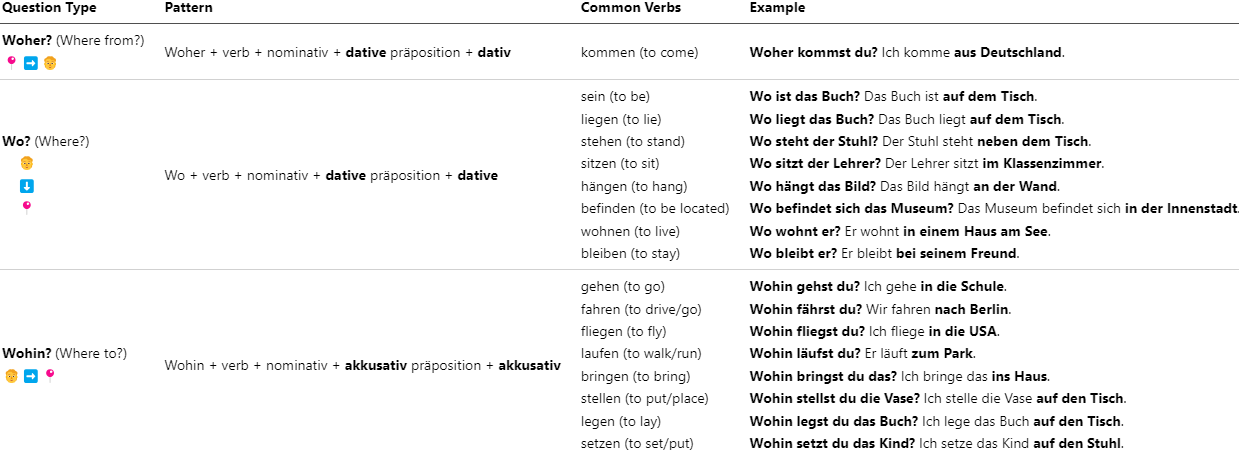 Question Type Pattern Common Verbs Example
Woher? (Where from?)
Woher + verb + nominativ + dative präposition + dativ kommen (to come) Woher kommst du? Ich komme aus Deutschland.
sein (to be) Wo ist das Buch? Das Buch ist auf dem Tisch.
liegen (to lie) Wo liegt das Buch? Das Buch liegt auf dem Tisch.
Wo? (Where?) stehen (to stand) Wo steht der Stuhl? Der Stuhl steht neben dem Tisch.
sitzen (to sit) Wo sitzt der Lehrer? Der Lehrer sitzt im Klassenzimmer.
Wo + verb + nominativ + dative präposition + dative
hängen (to hang) Wo hängt das Bild? Das Bild hängt an der Wand.
befinden (to be located) Wo befindet sich das Museum? Das Museum befindet sich in der Innenstadt.
wohnen (to live) Wo wohnt er? Er wohnt in einem Haus am See.
bleiben (to stay) Wo bleibt er? Er bleibt bei seinem Freund.
gehen (to go) Wohin gehst du? Ich gehe in die Schule.
fahren (to drive/go) Wohin fährst du? Wir fahren nach Berlin.
fliegen (to fly) Wohin fliegst du? Ich fliege in die USA.
Wohin? (Where to?) laufen (to walk/run) Wohin läufst du? Er läuft zum Park.
Wohin + verb + nominativ + akkusativ präposition + akkusativ
bringen (to bring) Wohin bringst du das? Ich bringe das ins Haus.
stellen (to put/place) Wohin stellst du die Vase? Ich stelle die Vase auf den Tisch.
legen (to lay) Wohin legst du das Buch? Ich lege das Buch auf den Tisch.
setzen (to set/put) Wohin setzt du das Kind? Ich setze das Kind auf den Stuhl.